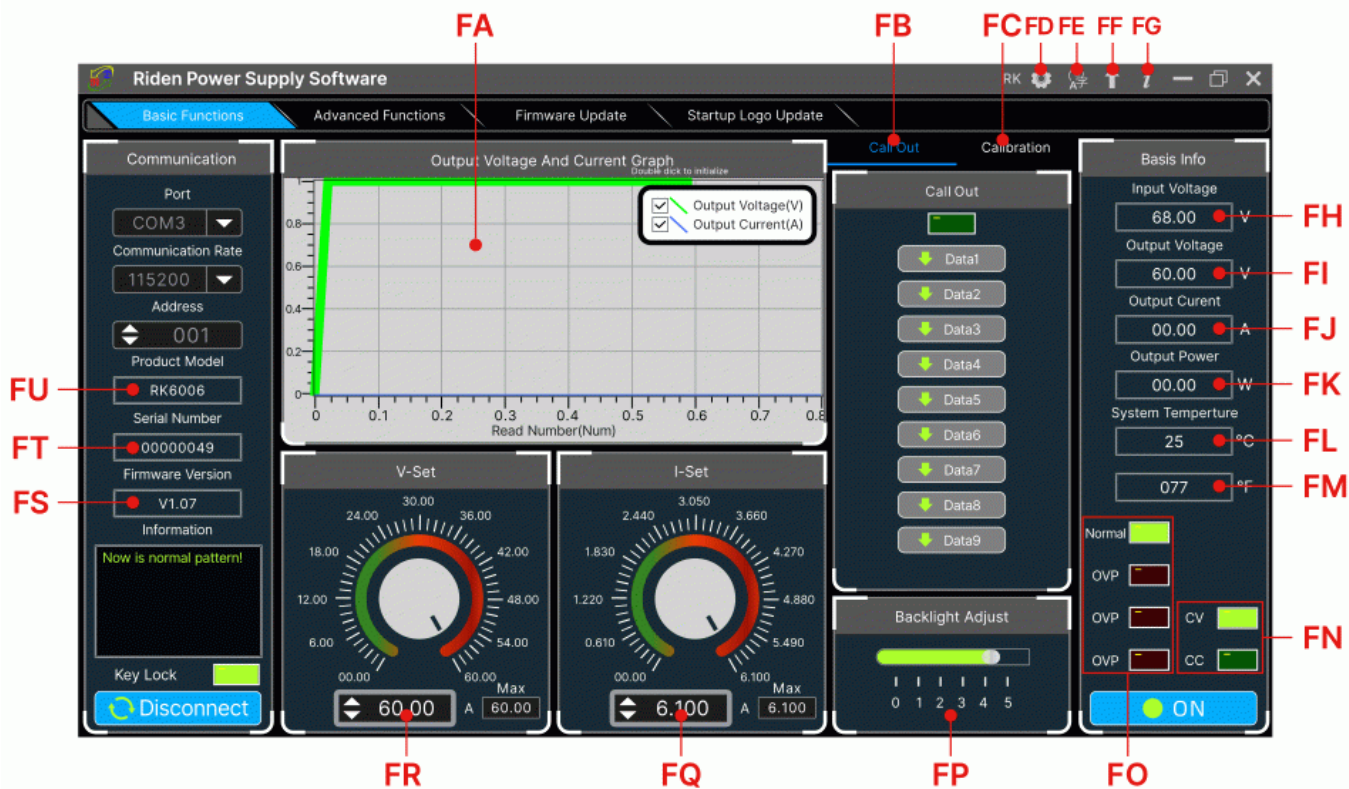 FA
FB
FC
FD
FE
FF
FG
Riden Power Supply Software
RK
Basic Functions
Advanced Functions
Firmware Update
Startup Logo Update
Communication
Port
COM3
Communication Rate
115200
Address
001
Product Model
FU
RK6006
Serial Number
FT
00000049
Firmware Version
FS
V1.07
Information
Now is normal pattern!
Key Lock
Disconnect
Output Voltage And Current Graph
Double dick to initialize
Output Voltage(V)
Output Current(A)
1
0.8
0.6
0.4
0.2
0
0 0.1 0.2 0.3 0.4 0.5 0.6 0.7 0.8
Read Number(Num)
V-Set
30.00
24.00 36.00
18.00 42.00
12.00 48.00
6.00 54.00
00.00 60.00
Max
60.00 A 60.00
FR
I-Set
3.050
2.440 3.660
1.830 4.270
1.220 4.880
0.610 5.490
00.00 6.100
Max
6.100 A 6.100
FQ
Call Out
Calibration
Call Out
Data1
Data2
Data3
Data4
Data5
Data6
Data7
Data8
Data9
Backlight Adjust
0 1 2 3 4 5
FP
Basis Info
Input Voltage
68.00 V FH
Output Voltage
60.00 V FI
Output Curent
00.00 A FJ
Output Power
00.00 W FK
System Temperture
25 °C FL
077 °F FM
Normal
OVP
OVP CV
FN
OVP CC
ON
FO